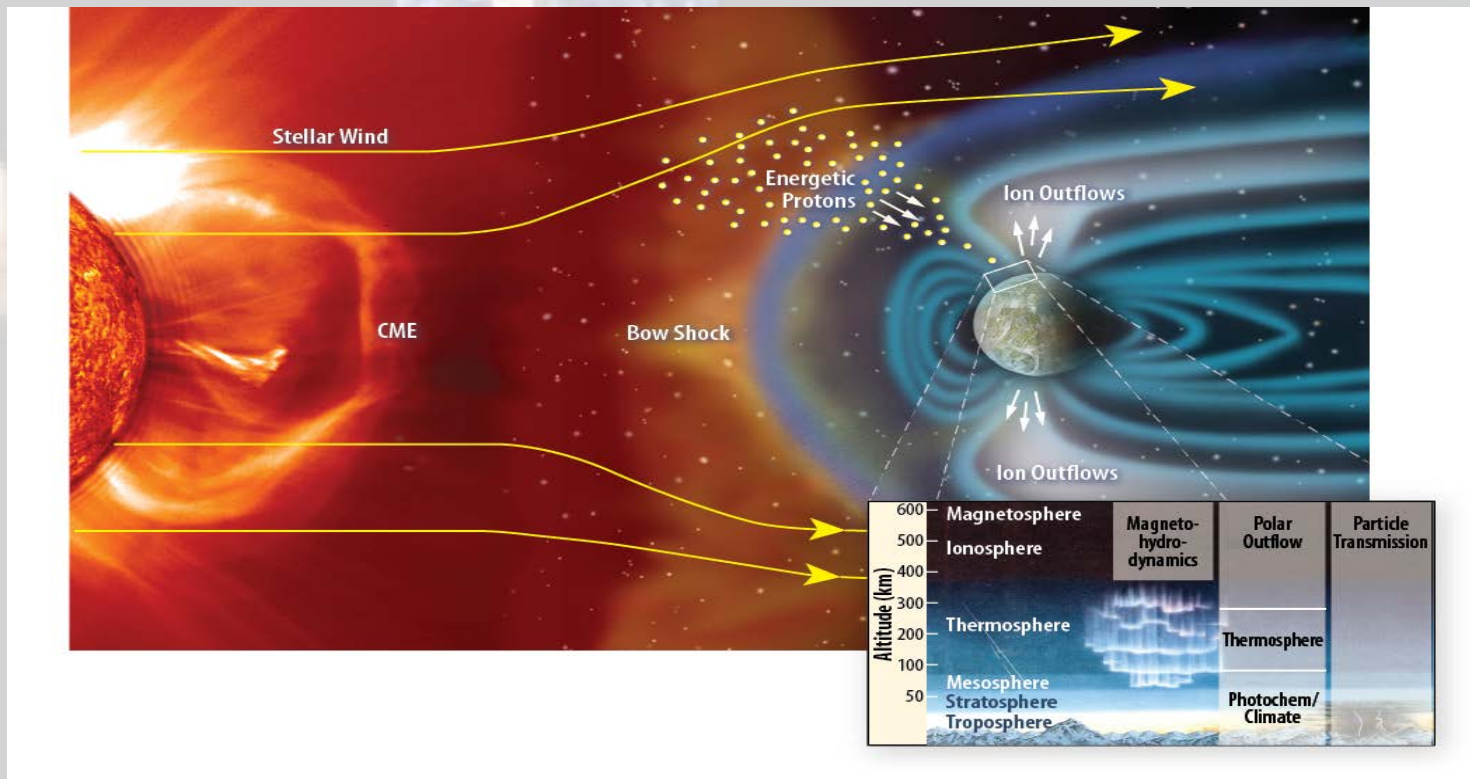 Stellar Wind
Energetic
Protons
Ion Outflows
CME
Bow Shock
Ion Outflows
Altitude (km)
600
500
400
300
200
100
50
Magnetosphere
Ionosphere
Thermosphere
Mesosphere
Stratosphere
Troposphere
Magneto-
hydro-
dynamics
Polar
Outflow
Thermosphere
Photochem/
Climate
Particle
Transmission